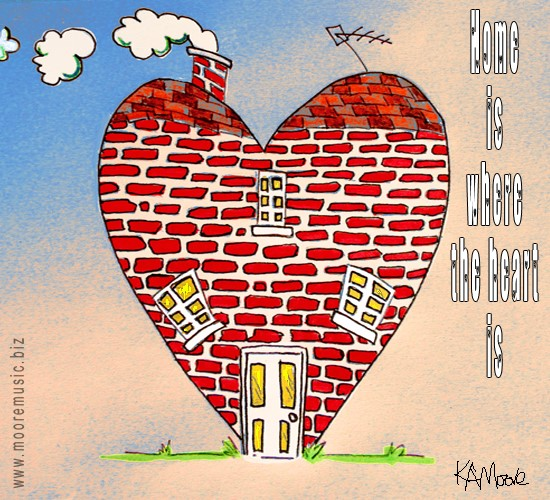 Home
is
where
the heart
is
www.mooremusic.biz
KAMoore